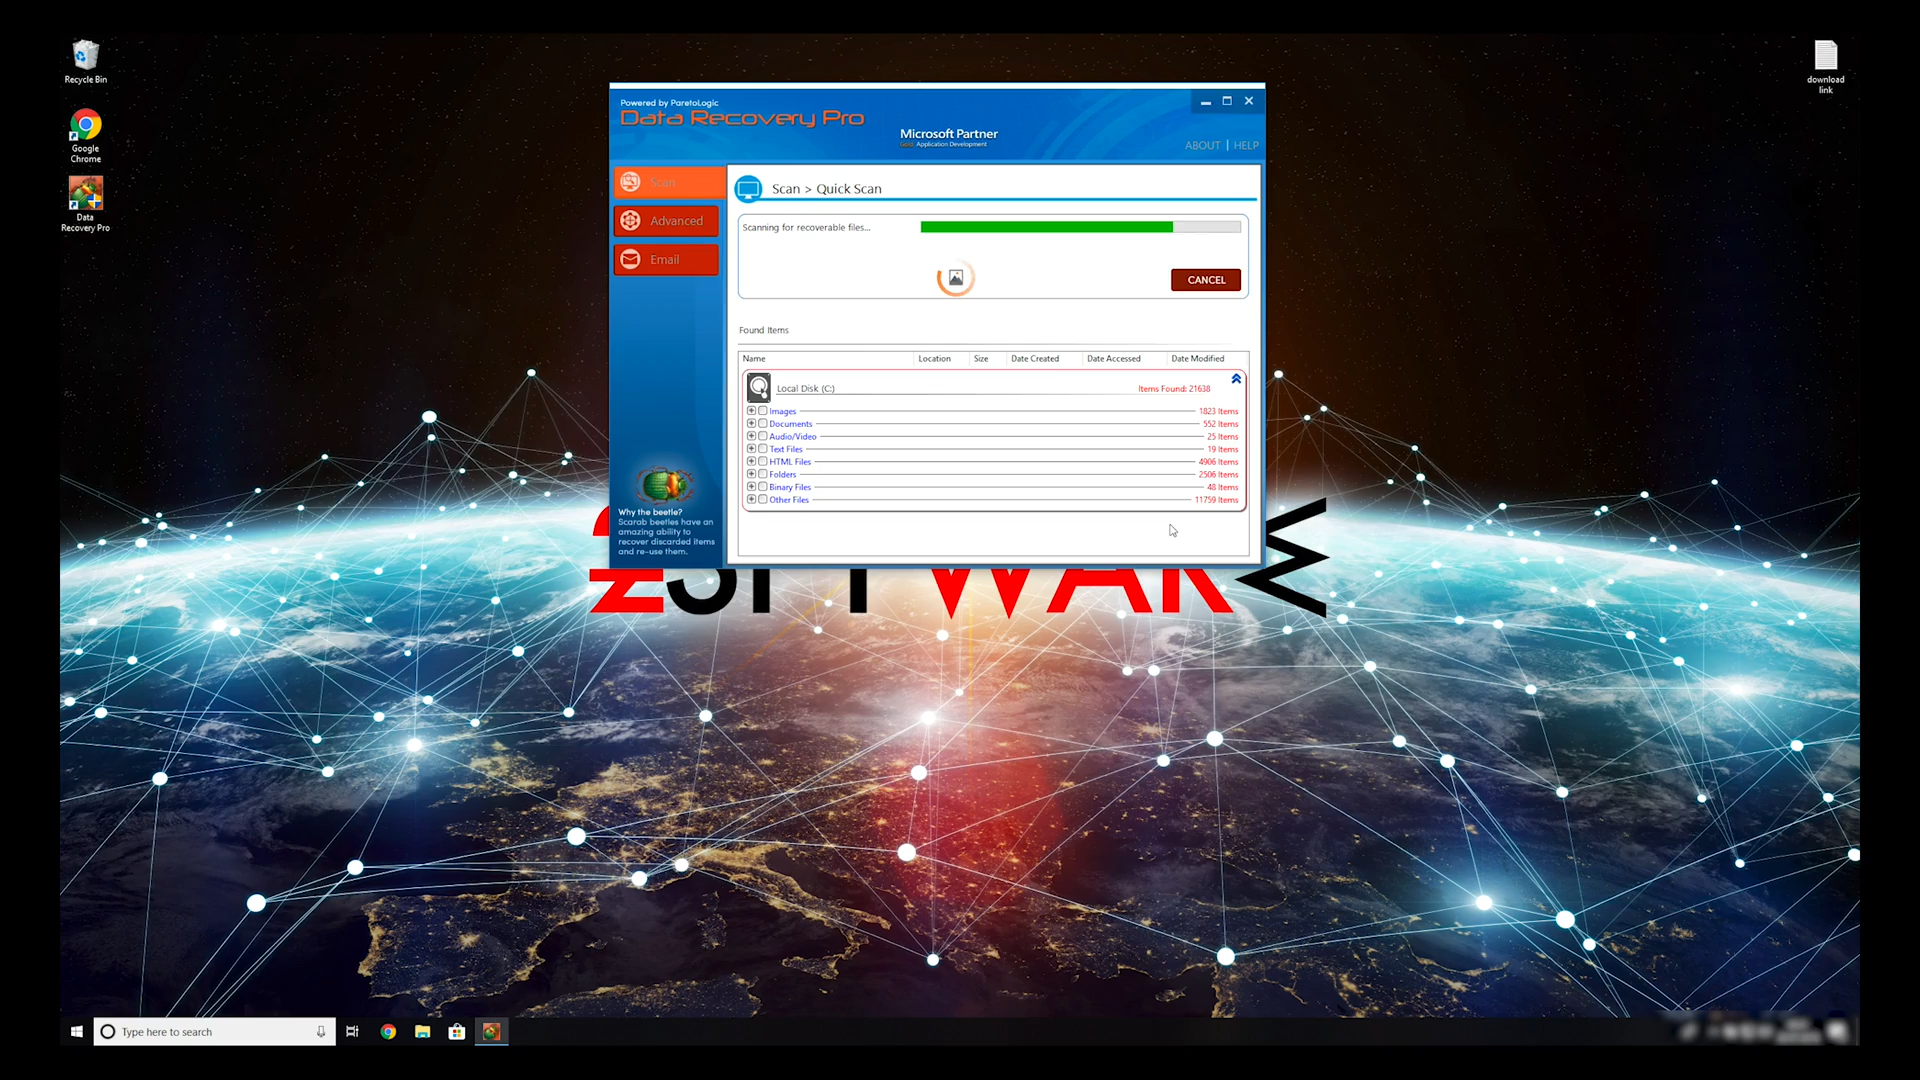 Recycle Bin
Google
Chrome
Data
Recovery Pro
download
link
Powered by ParetoLogic
Data Recovery Pro
Microsoft Partner
Gold Application Development
ABOUT | HELP
Scan
Advanced
Email
Scan > Quick Scan
Scanning for recoverable files...
CANCEL
Found Items
Name Location Size Date Created Date Accessed Date Modified
Local Disk (C:) Items Found: 21638
Images 1823 Items
Documents 552 Items
Audio/Video 25 Items
Text Files 19 Items
HTML Files 4906 Items
Folders 2506 Items
Binary Files 48 Items
Other Files 11759 Items
Why the beetle?
Scarab beetles have an
amazing ability to
recover discarded items
and re-use them.
2SPYWAR
Type here to search